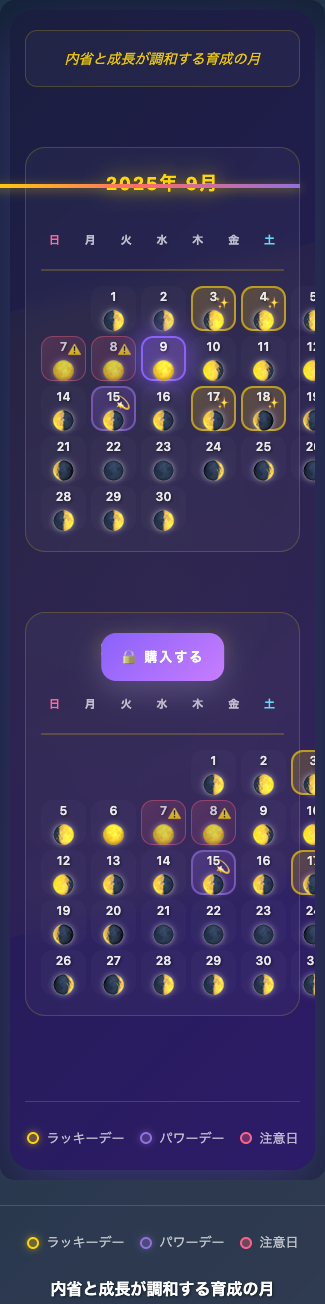 内省と成長が調和する育成の月
2025年 9月
日 月 火 水 木 金 土
1 2 3 4
7 8 9 10 11 12
14 15 16 17 18
21 22 23 24 25
28 29 30
購入する
日 月 火 水 木 金 土
1 2 3
5 6 7 8 9 10
12 13 14 15 16 17
19 20 21 22 23
26 27 28 29 30
ラッキーデー パワーデー 注意日
ラッキーデー パワーデー 注意日
内省と成長が調和する育成の月